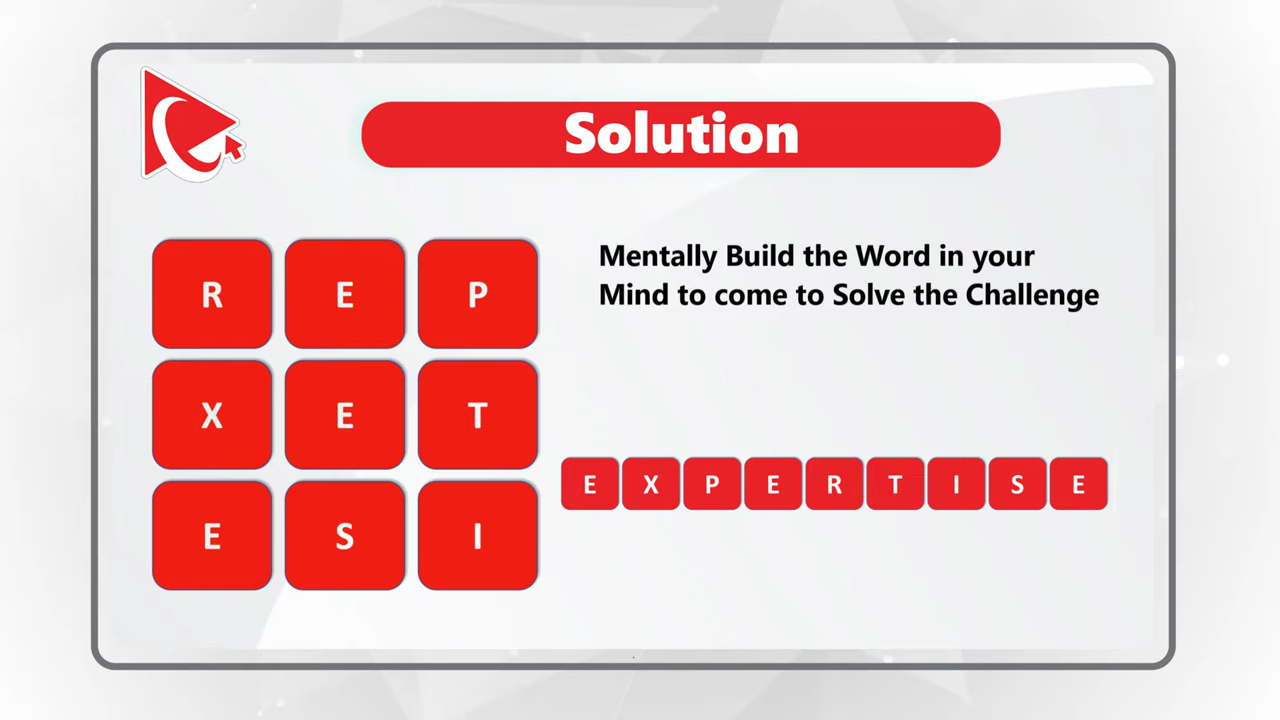 Solution
Mentally Build the Word in your
Mind to come to Solve the Challenge
R E P
X E T
E S I
E X P E R T I S E